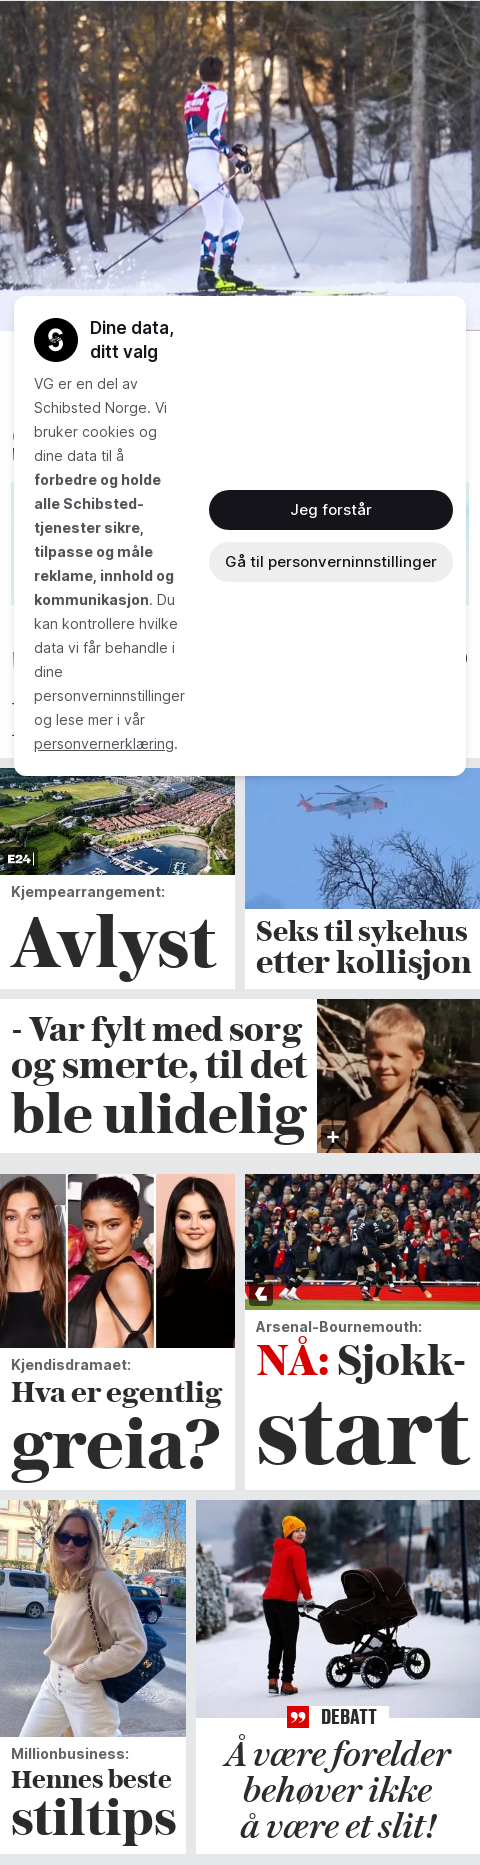 Dine data,
ditt valg
VG er en del av
Schibsted Norge. Vi
bruker cookies og
dine data til å
forbedre og holde
alle Schibsted-
tjenester sikre,
tilpasse og måle
reklame, innhold og
kommunikasjon. Du
kan kontrollere hvilke
data vi får behandle i
dine
personverninnstillinger
og lese mer i vår
personvernerklæring.
Jeg forstår
Gå til personverninnstillinger
E24
Kjempearrangement:
Avlyst
Seks til sykehus
etter kollisjon
- Var fylt med sorg
og smerte, til det
ble ulidelig
+
Kjendisdramaet:
Hva er egentlig
greia?
Arsenal-Bournemouth:
NÅ: Sjokk-
start
Millionbusiness:
Hennes beste
stiltips
DEBATT
Å være forelder
behøver ikke
å være et slit!